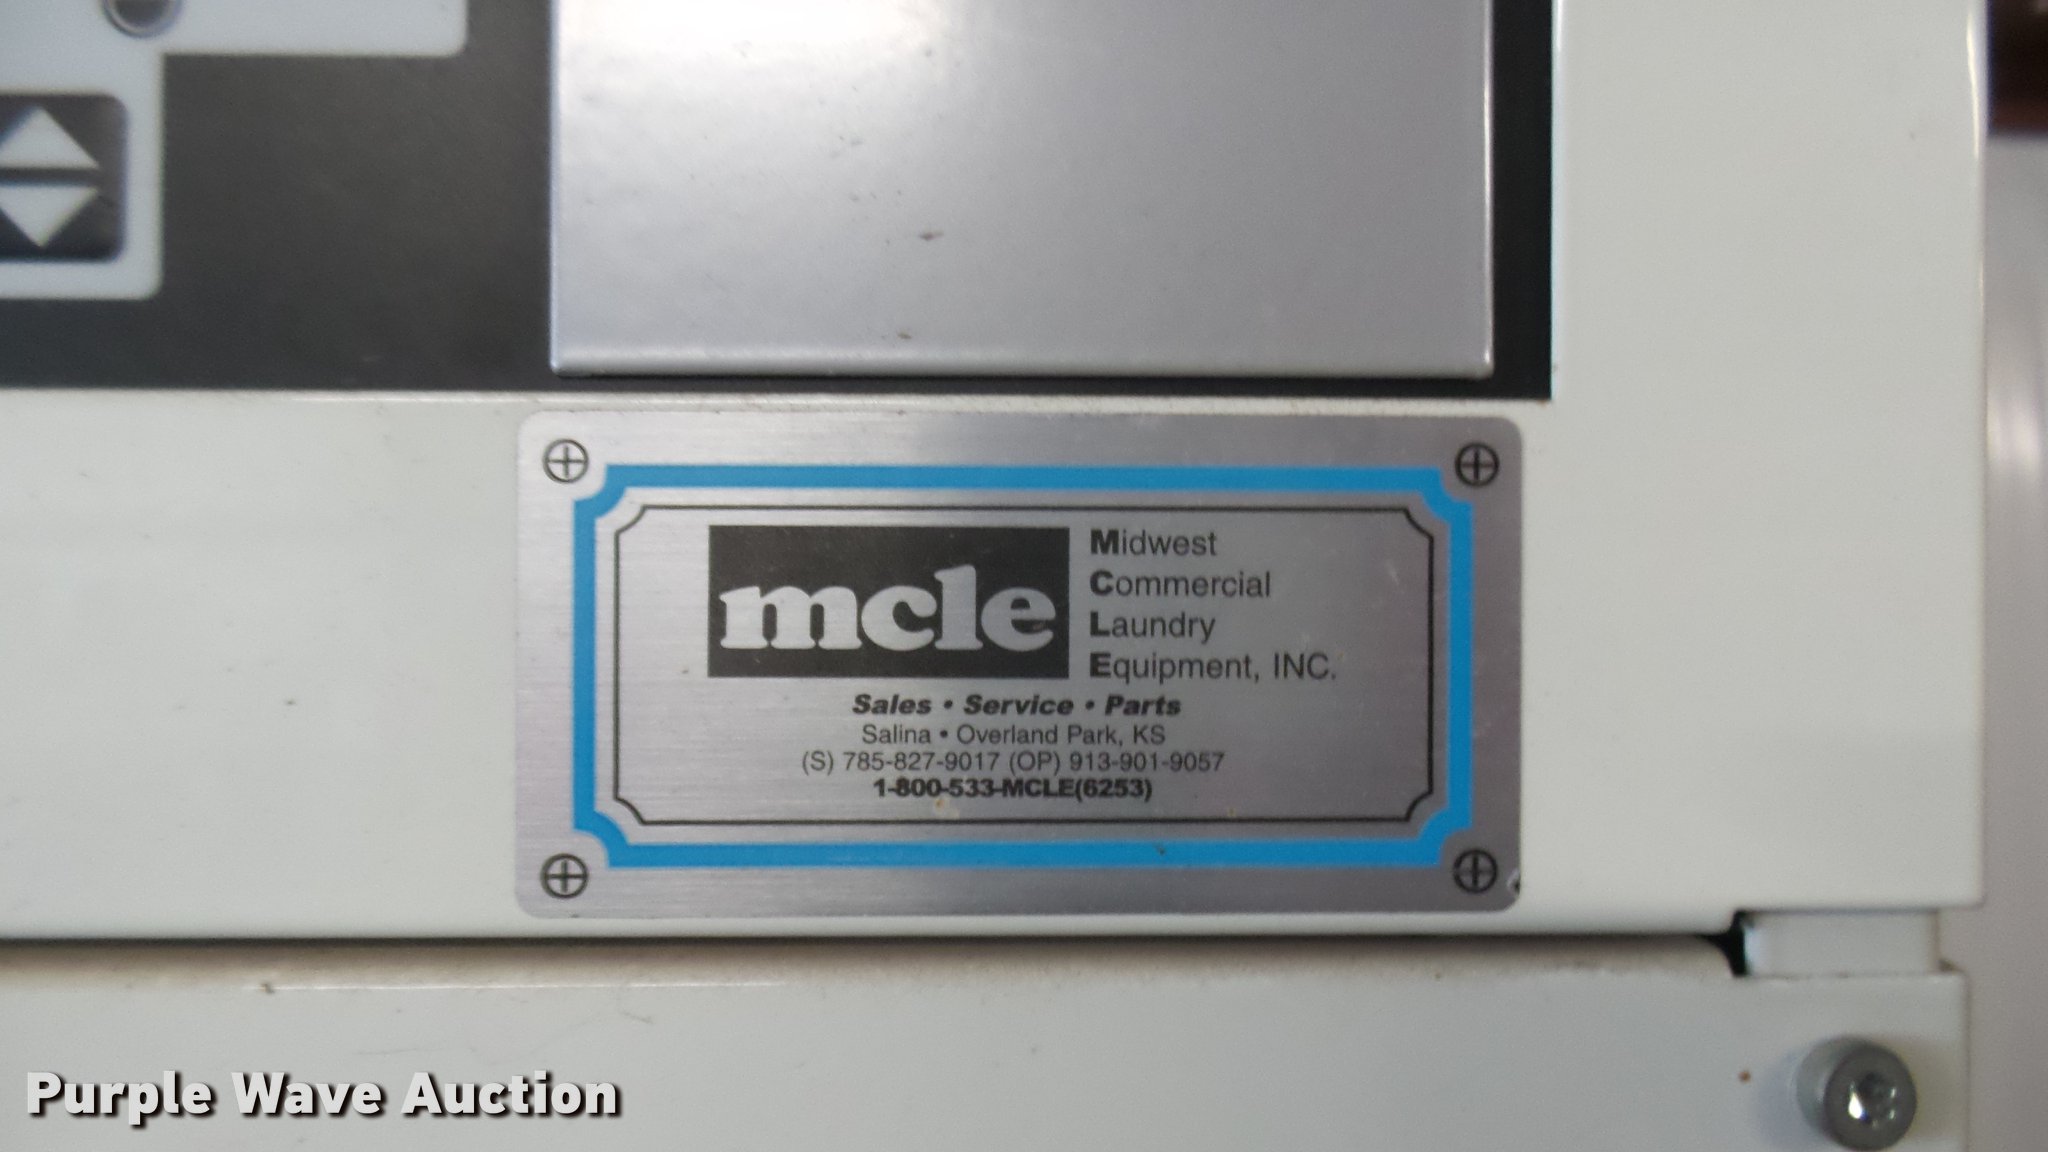 mcle
Midwest
Commercial
Laundry
Equipment, INC.
Sales • Service • Parts
Salina • Overland Park, KS
(S) 785-827-9017 (OP) 913-901-9057
1-800-533-MCLE(6253)
Purple Wave Auction